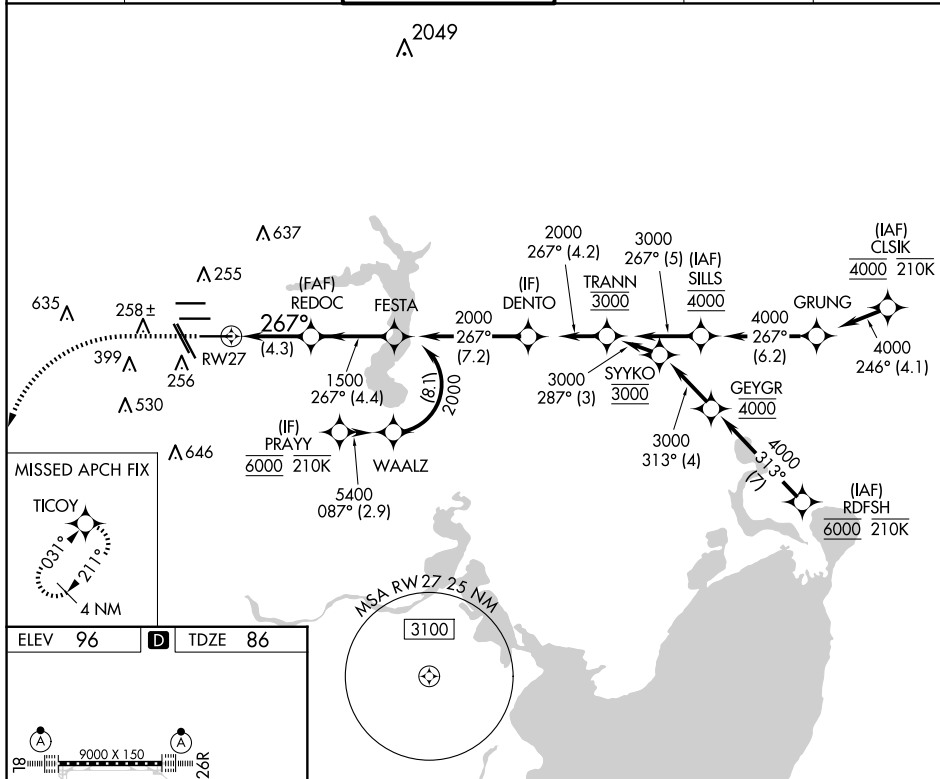 2049
637
255
635
258 ±
399
256
530
646
RW27
267°
(4.3)
(FAF)
REDOC
1500
267° (4.4)
FESTA
2000
267°
(7.2)
(IF)
DENTO
2000
267° (4.2)
TRANN
3000
3000
267° (5)
(IAF)
SILLS
4000
4000
267°
(6.2)
GRUNG
(IAF)
CLSIK
4000 210K
4000
246° (4.1)
(IF)
PRAYY
6000 210K
5400
087° (2.9)
WAALZ
(8.1)
2000
3000
287° (3)
SYYKO
3000
3000
313° (4)
GEYGR
4000
4000
313°
(7)
(IAF)
RDFSH
6000 210K
MISSED APCH FIX
TICOY
031°
211°
4 NM
MSA RW27 25 NM
3100
ELEV 96
D
TDZE 86
A
A
9000 X 150
8L
26R